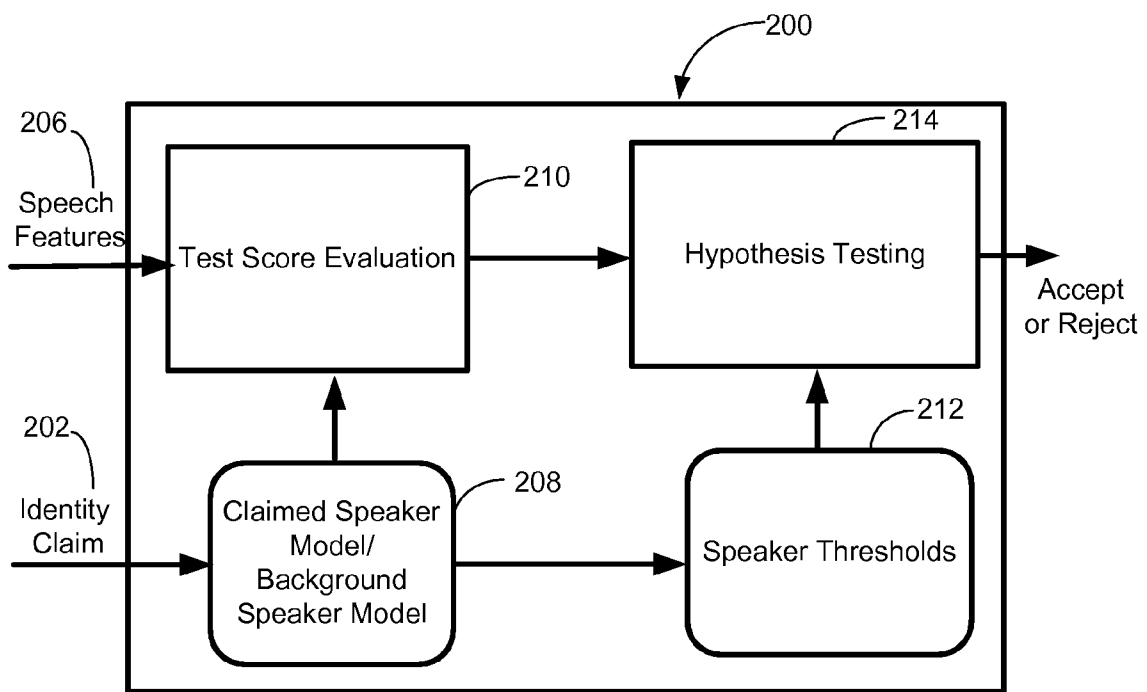 200
206
Speech
Features
210
Test Score Evaluation
214
Hypothesis Testing
Accept
or Reject
202
Identity
Claim
208
Claimed Speaker
Model/
Background
Speaker Model
212
Speaker Thresholds